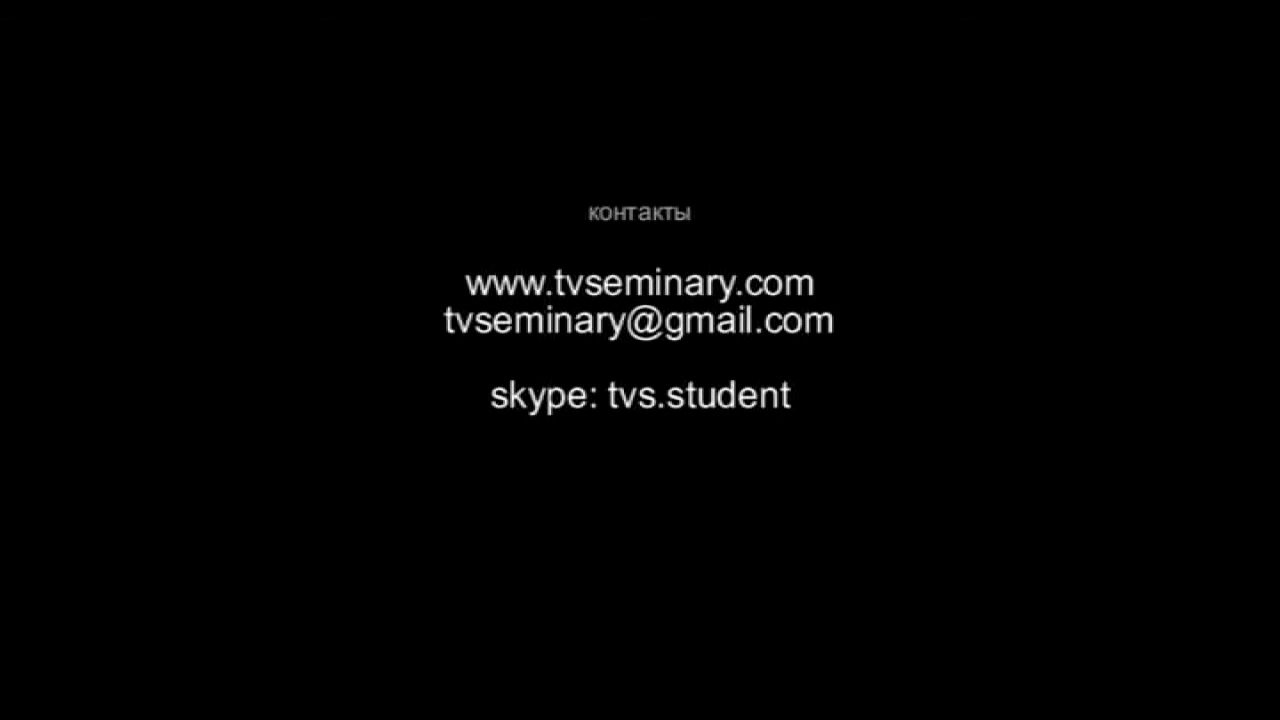 контакты
www.tvseminary.com
tvseminary@gmail.com
skype: tvs.student